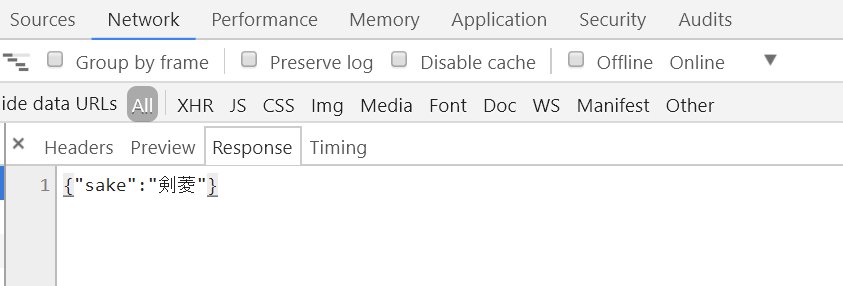 Sources Network Performance Memory Application Security Audits
Group by frame Preserve log Disable cache Offline Online
ide data URLs All XHR JS CSS Img Media Font Doc WS Manifest Other
× Headers Preview Response Timing
1 {"sake":"剣菱"}